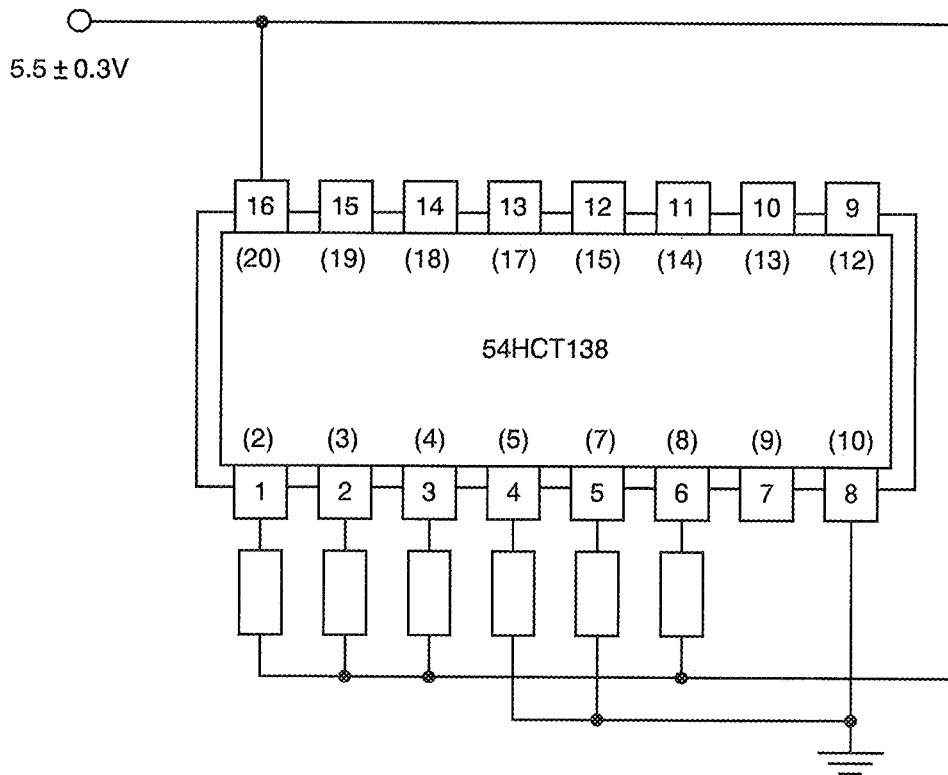 5.5 ± 0.3V
16 15 14 13 12 11 10 9
(20) (19) (18) (17) (15) (14) (13) (12)
54HCT138
(2) (3) (4) (5) (7) (8) (9) (10)
1 2 3 4 5 6 7 8